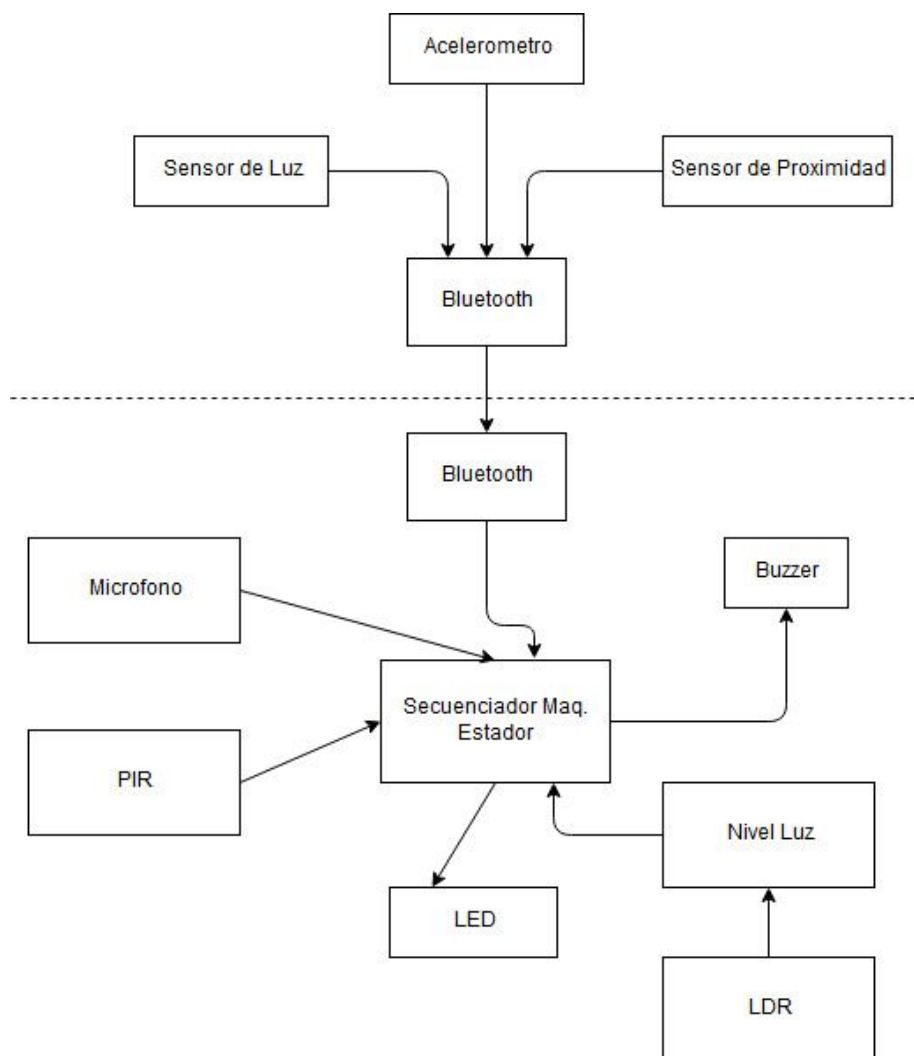 Acelerometro
Sensor de Luz
Sensor de Proximidad
Bluetooth
Bluetooth
Microfono
Buzzer
Secuenciador Maq.
Estador
PIR
Nivel Luz
LED
LDR